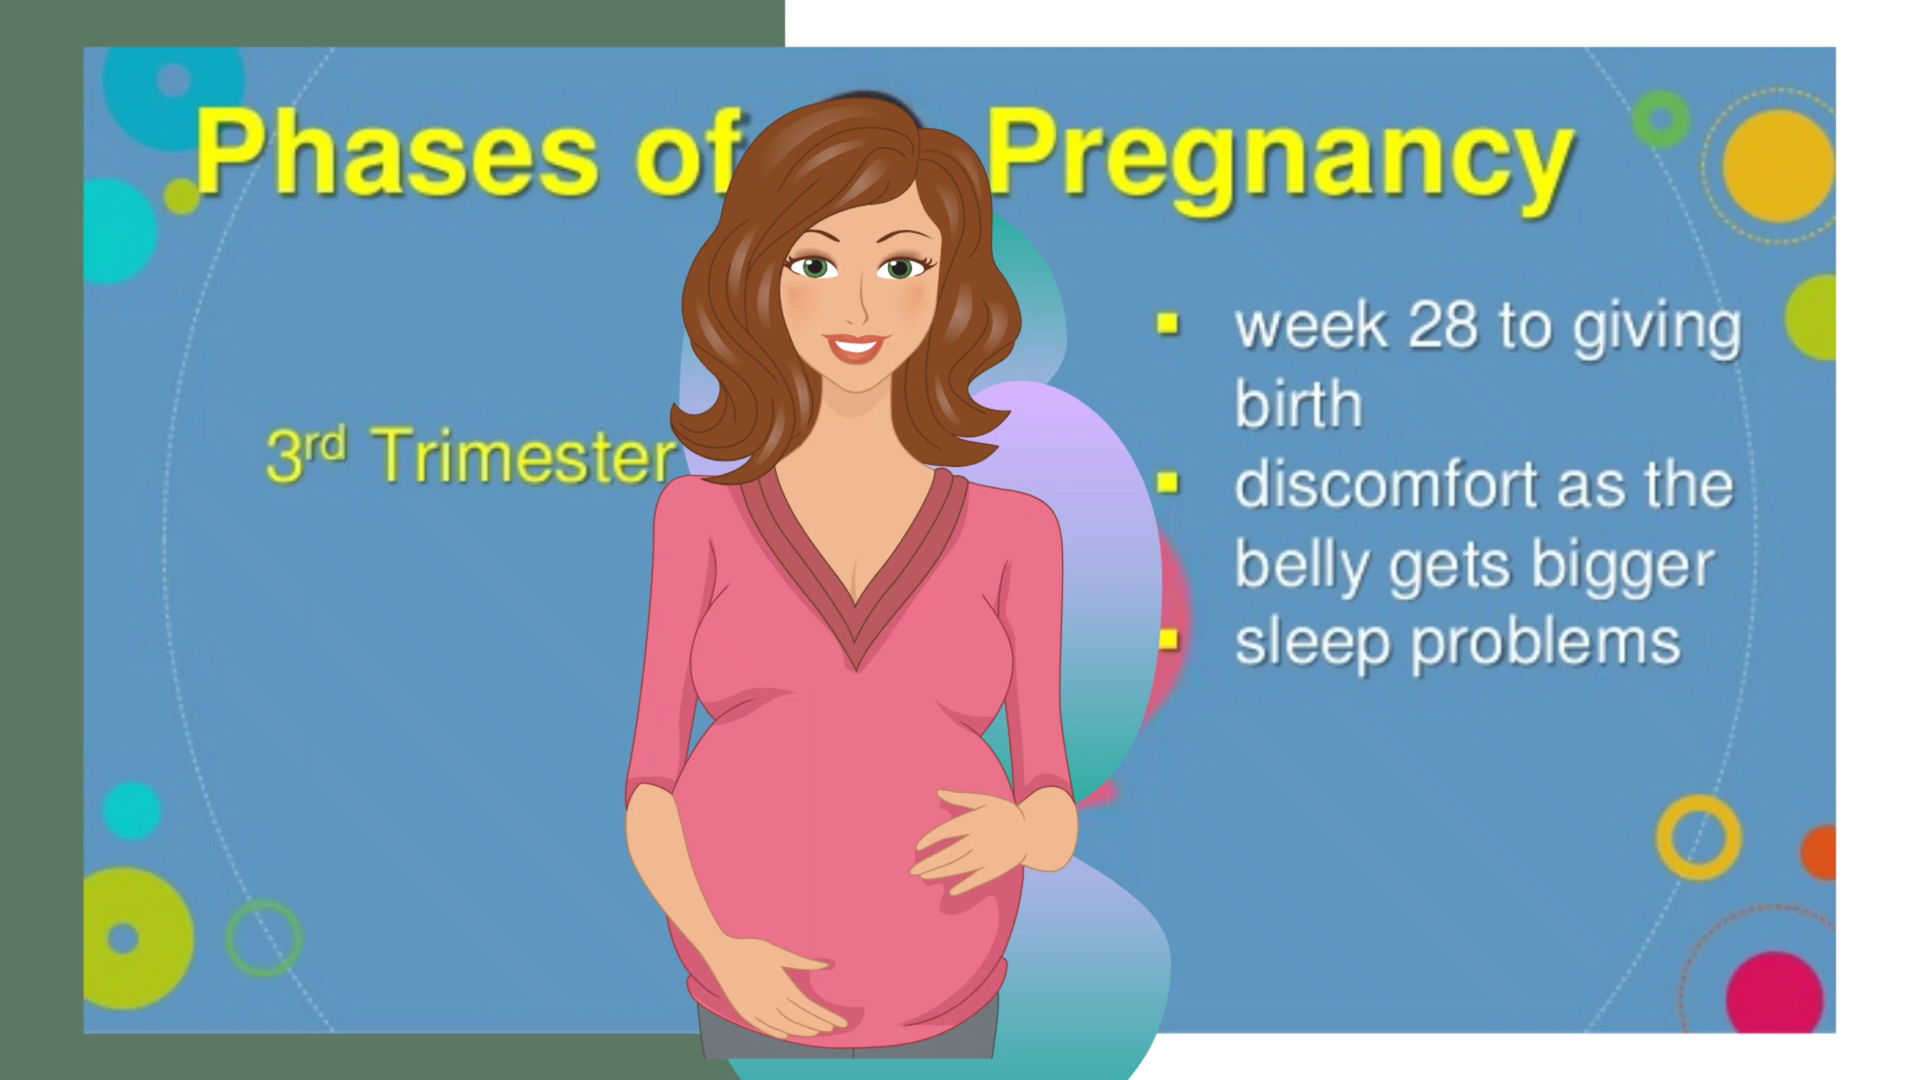 Phases of Pregnancy
3rd Trimester
▪ week 28 to giving
birth
▪ discomfort as the
belly gets bigger
▪ sleep problems